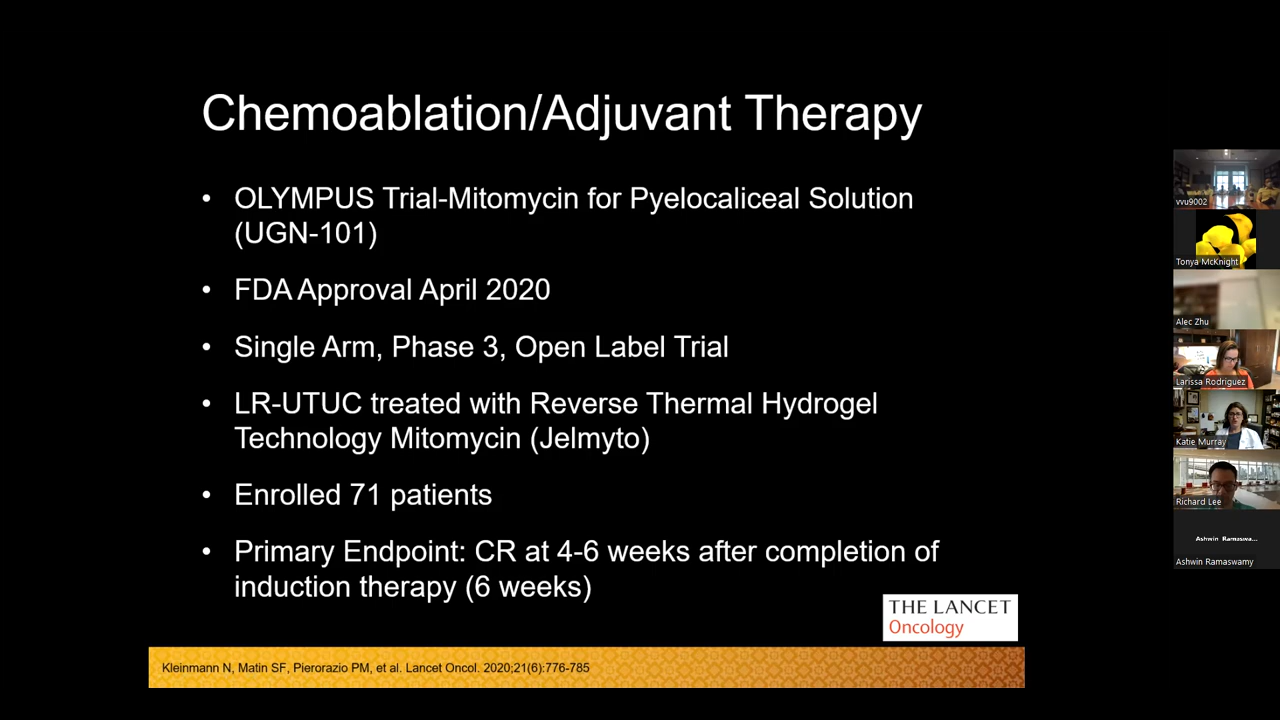 Chemoablation/Adjuvant Therapy
• OLYMPUS Trial-Mitomycin for Pyelocaliceal Solution
(UGN-101)
• FDA Approval April 2020
• Single Arm, Phase 3, Open Label Trial
• LR-UTUC treated with Reverse Thermal Hydrogel
Technology Mitomycin (Jelmyto)
• Enrolled 71 patients
• Primary Endpoint: CR at 4-6 weeks after completion of
induction therapy (6 weeks)
THE LANCET
Oncology
Kleinmann N, Matin SF, Pierorazio PM, et al. Lancet Oncol. 2020;21(6):776-785
vvu9002
Tonya McKnight
Alec Zhu
Larissa Rodriguez
Katie Murray
Richard Lee
Ashwin Ramaswa...
Ashwin Ramaswamy